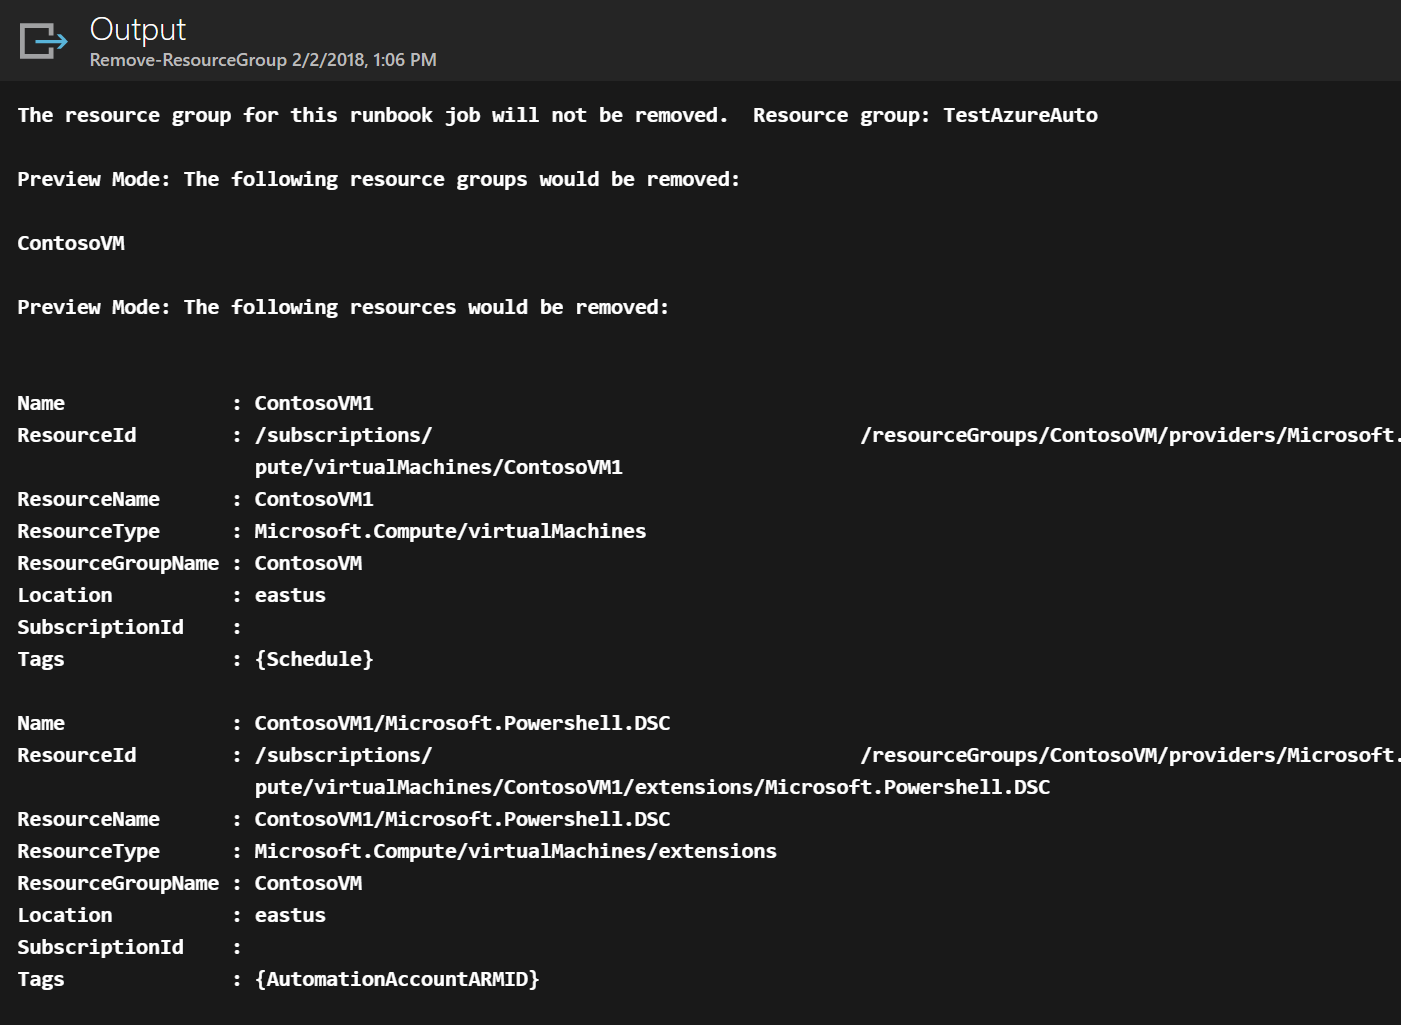 Output
Remove-ResourceGroup 2/2/2018, 1:06 PM
The resource group for this runbook job will not be removed.  Resource group: TestAzureAuto
Preview Mode: The following resource groups would be removed:
ContosoVM
Preview Mode: The following resources would be removed:
Name              : ContosoVM1
ResourceId        : /subscriptions/                                    /resourceGroups/ContosoVM/providers/Microsoft.
                    pute/virtualMachines/ContosoVM1
ResourceName      : ContosoVM1
ResourceType      : Microsoft.Compute/virtualMachines
ResourceGroupName : ContosoVM
Location          : eastus
SubscriptionId    :
Tags              : {Schedule}
Name              : ContosoVM1/Microsoft.Powershell.DSC
ResourceId        : /subscriptions/                                    /resourceGroups/ContosoVM/providers/Microsoft.
                    pute/virtualMachines/ContosoVM1/extensions/Microsoft.Powershell.DSC
ResourceName      : ContosoVM1/Microsoft.Powershell.DSC
ResourceType      : Microsoft.Compute/virtualMachines/extensions
ResourceGroupName : ContosoVM
Location          : eastus
SubscriptionId    :
Tags              : {AutomationAccountARMID}